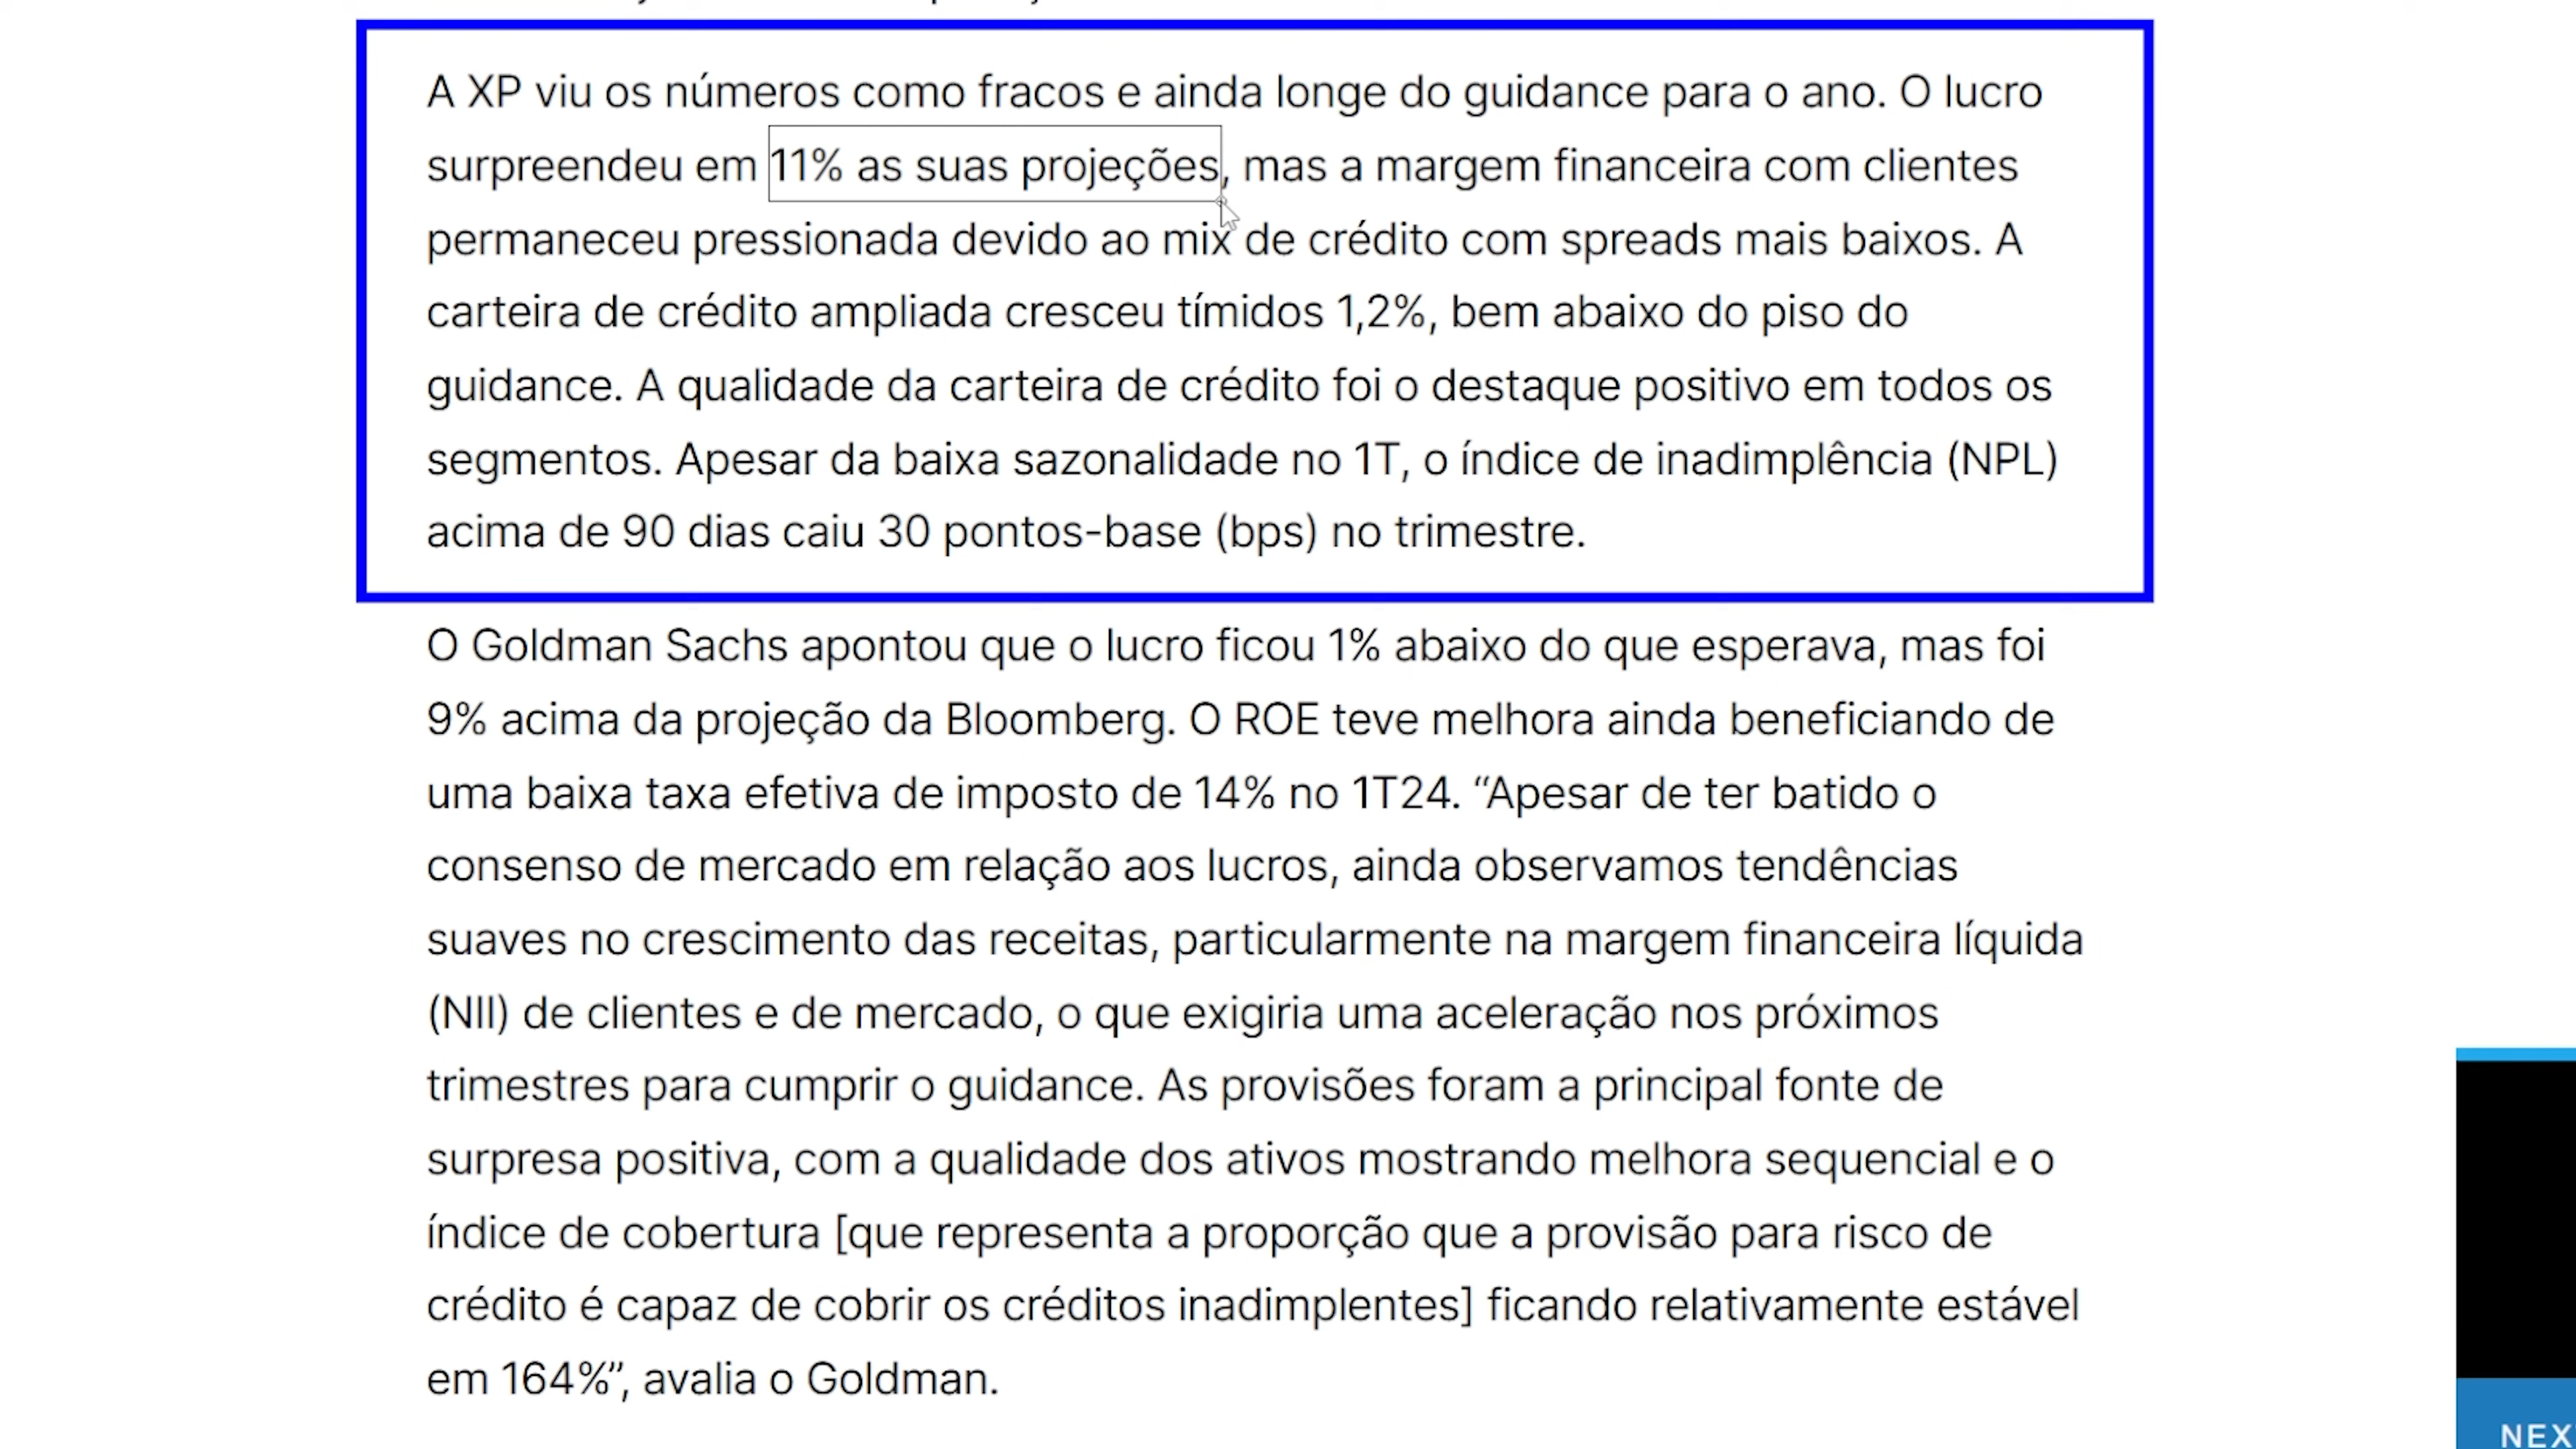 A XP viu os números como fracos e ainda longe do guidance para o ano. O lucro
surpreendeu em 11% as suas projeções, mas a margem financeira com clientes
permaneceu pressionada devido ao mix de crédito com spreads mais baixos. A
carteira de crédito ampliada cresceu tímidos 1,2%, bem abaixo do piso do
guidance. A qualidade da carteira de crédito foi o destaque positivo em todos os
segmentos. Apesar da baixa sazonalidade no 1T, o índice de inadimplência (NPL)
acima de 90 dias caiu 30 pontos-base (bps) no trimestre.
O Goldman Sachs apontou que o lucro ficou 1% abaixo do que esperava, mas foi
9% acima da projeção da Bloomberg. O ROE teve melhora ainda beneficiando de
uma baixa taxa efetiva de imposto de 14% no 1T24. “Apesar de ter batido o
consenso de mercado em relação aos lucros, ainda observamos tendências
suaves no crescimento das receitas, particularmente na margem financeira líquida
(NII) de clientes e de mercado, o que exigiria uma aceleração nos próximos
trimestres para cumprir o guidance. As provisões foram a principal fonte de
surpresa positiva, com a qualidade dos ativos mostrando melhora sequencial e o
índice de cobertura [que representa a proporção que a provisão para risco de
crédito é capaz de cobrir os créditos inadimplentes] ficando relativamente estável
em 164%”, avalia o Goldman.